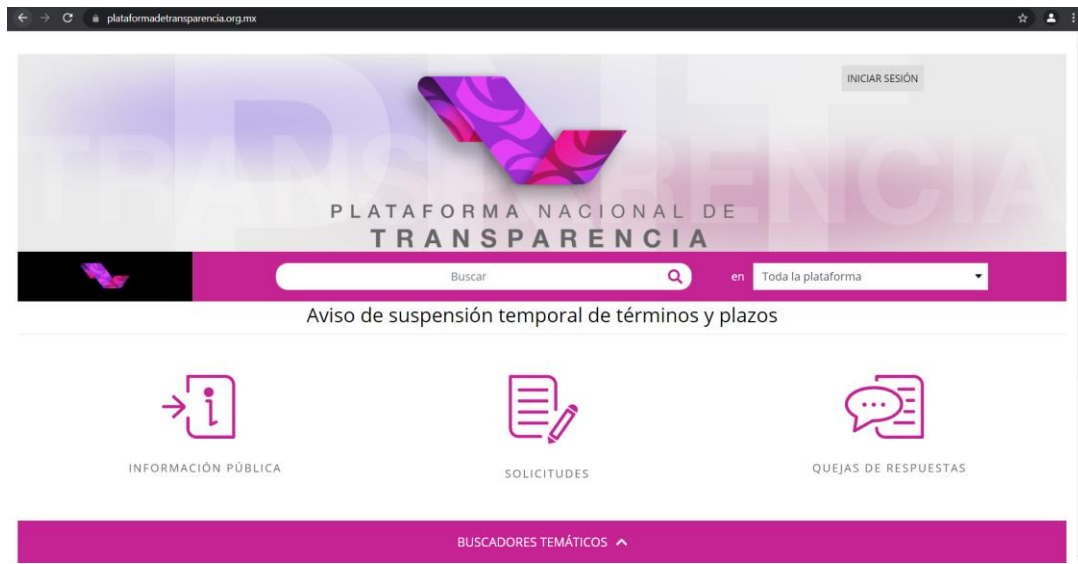 plataformadetransparencia.org.mx
INICIAR SESIÓN
PNT
TRANSPARENCIA
PLATAFORMA NACIONAL DE
TRANSPARENCIA
Buscar
en Toda la plataforma
Aviso de suspensión temporal de términos y plazos
INFORMACIÓN PÚBLICA
SOLICITUDES
QUEJAS DE RESPUESTAS
BUSCADORES TEMÁTICOS